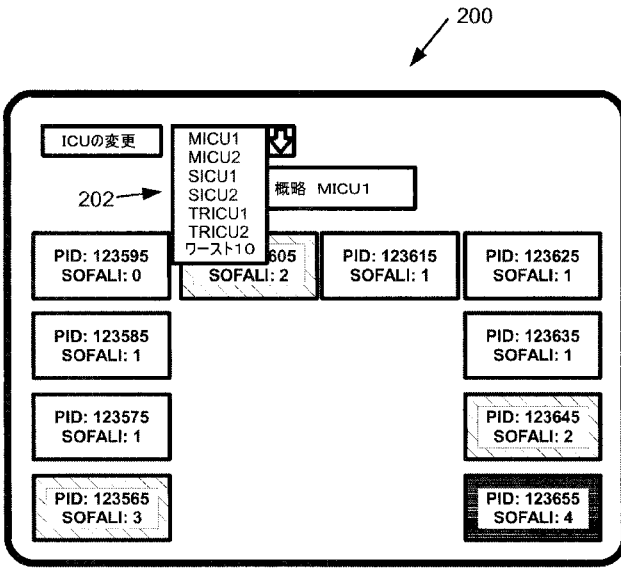 200
ICUの変更
MICU1
MICU2
SICU1
SICU2
TRICU1
TRICU2
ワースト10
202
概略 MICU1
PID: 123595
SOFALI: 0
605
SOFALI: 2
PID: 123615
SOFALI: 1
PID: 123625
SOFALI: 1
PID: 123585
SOFALI: 1
PID: 123635
SOFALI: 1
PID: 123575
SOFALI: 1
PID: 123645
SOFALI: 2
PID: 123565
SOFALI: 3
PID: 123655
SOFALI: 4